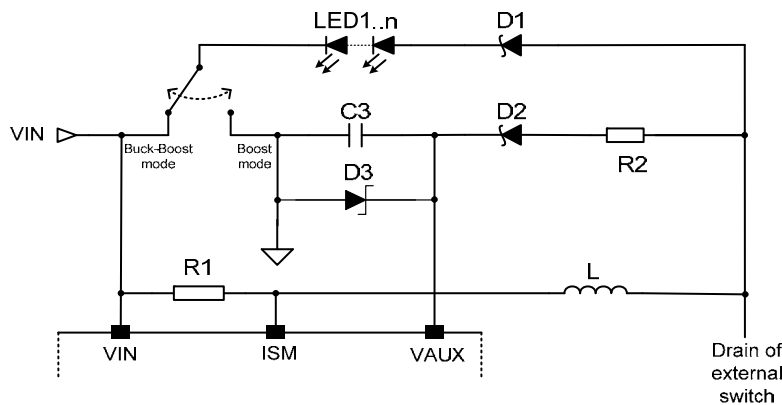 LED1..n
D1
C3
D2
VIN
Buck-Boost
mode
Boost
mode
D3
R2
R1
L
VIN
ISM
VAUX
Drain of
external
switch